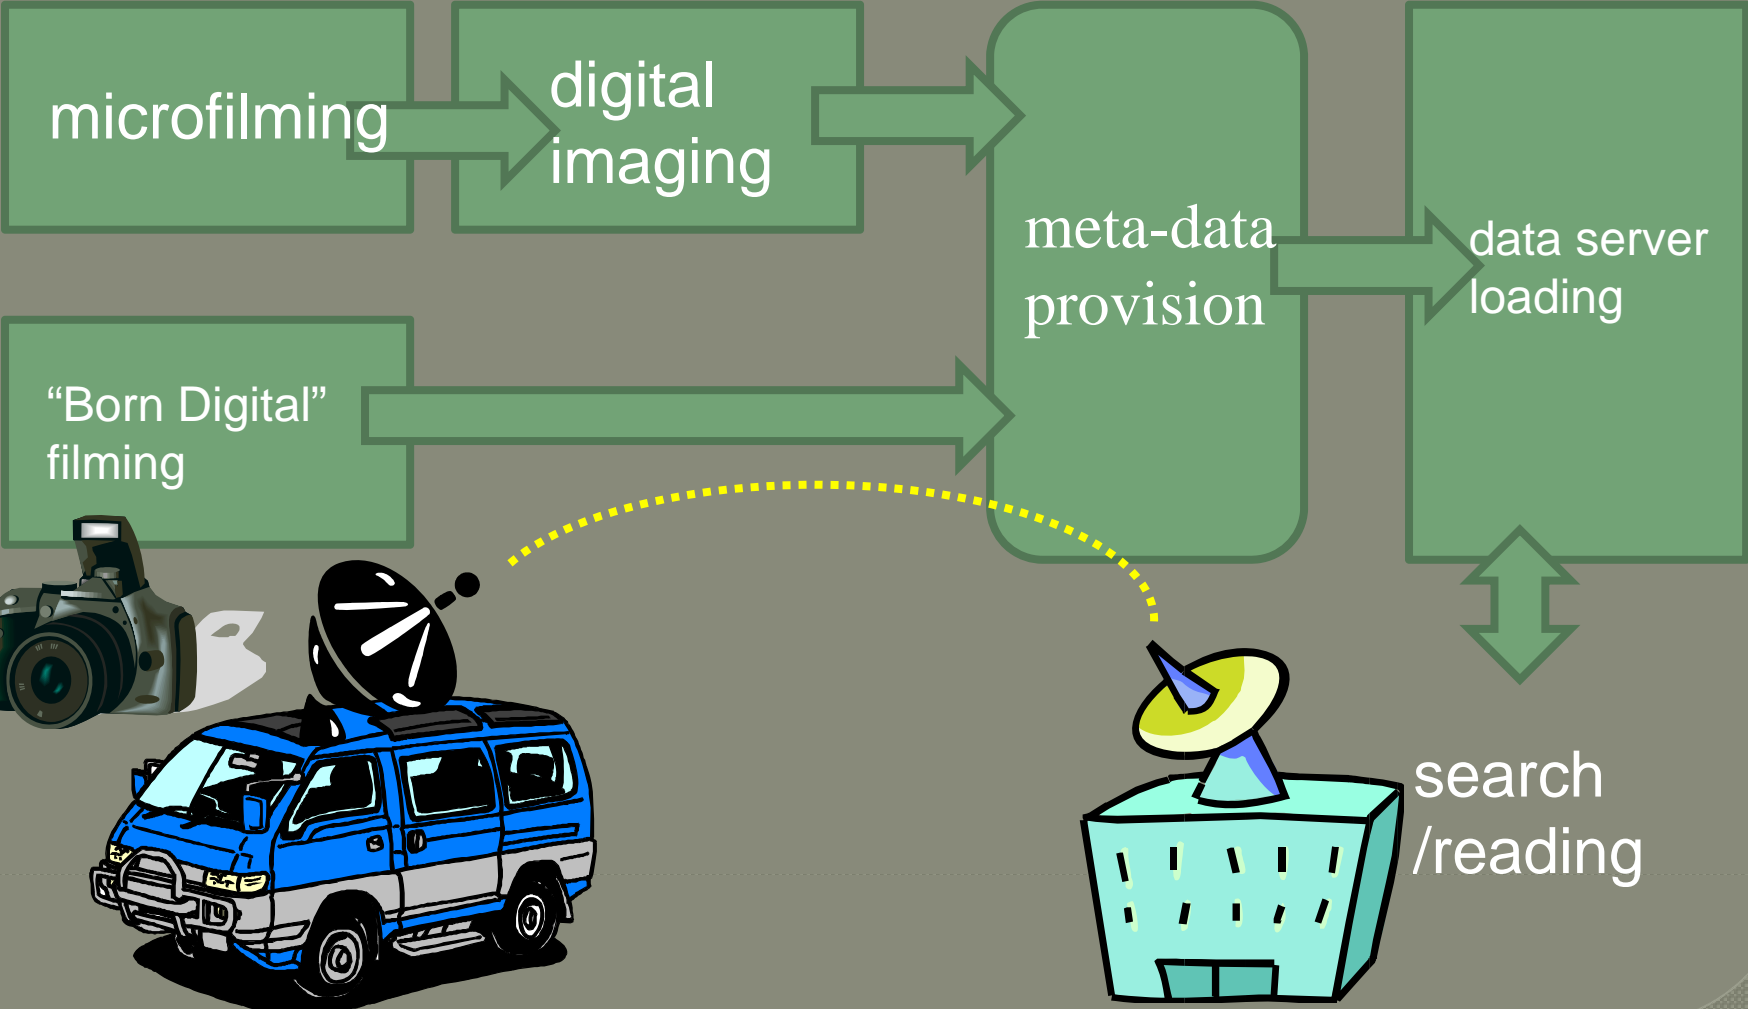 microfilming
digital
imaging
meta-data
provision
data server
loading
“Born Digital”
filming
search
/reading